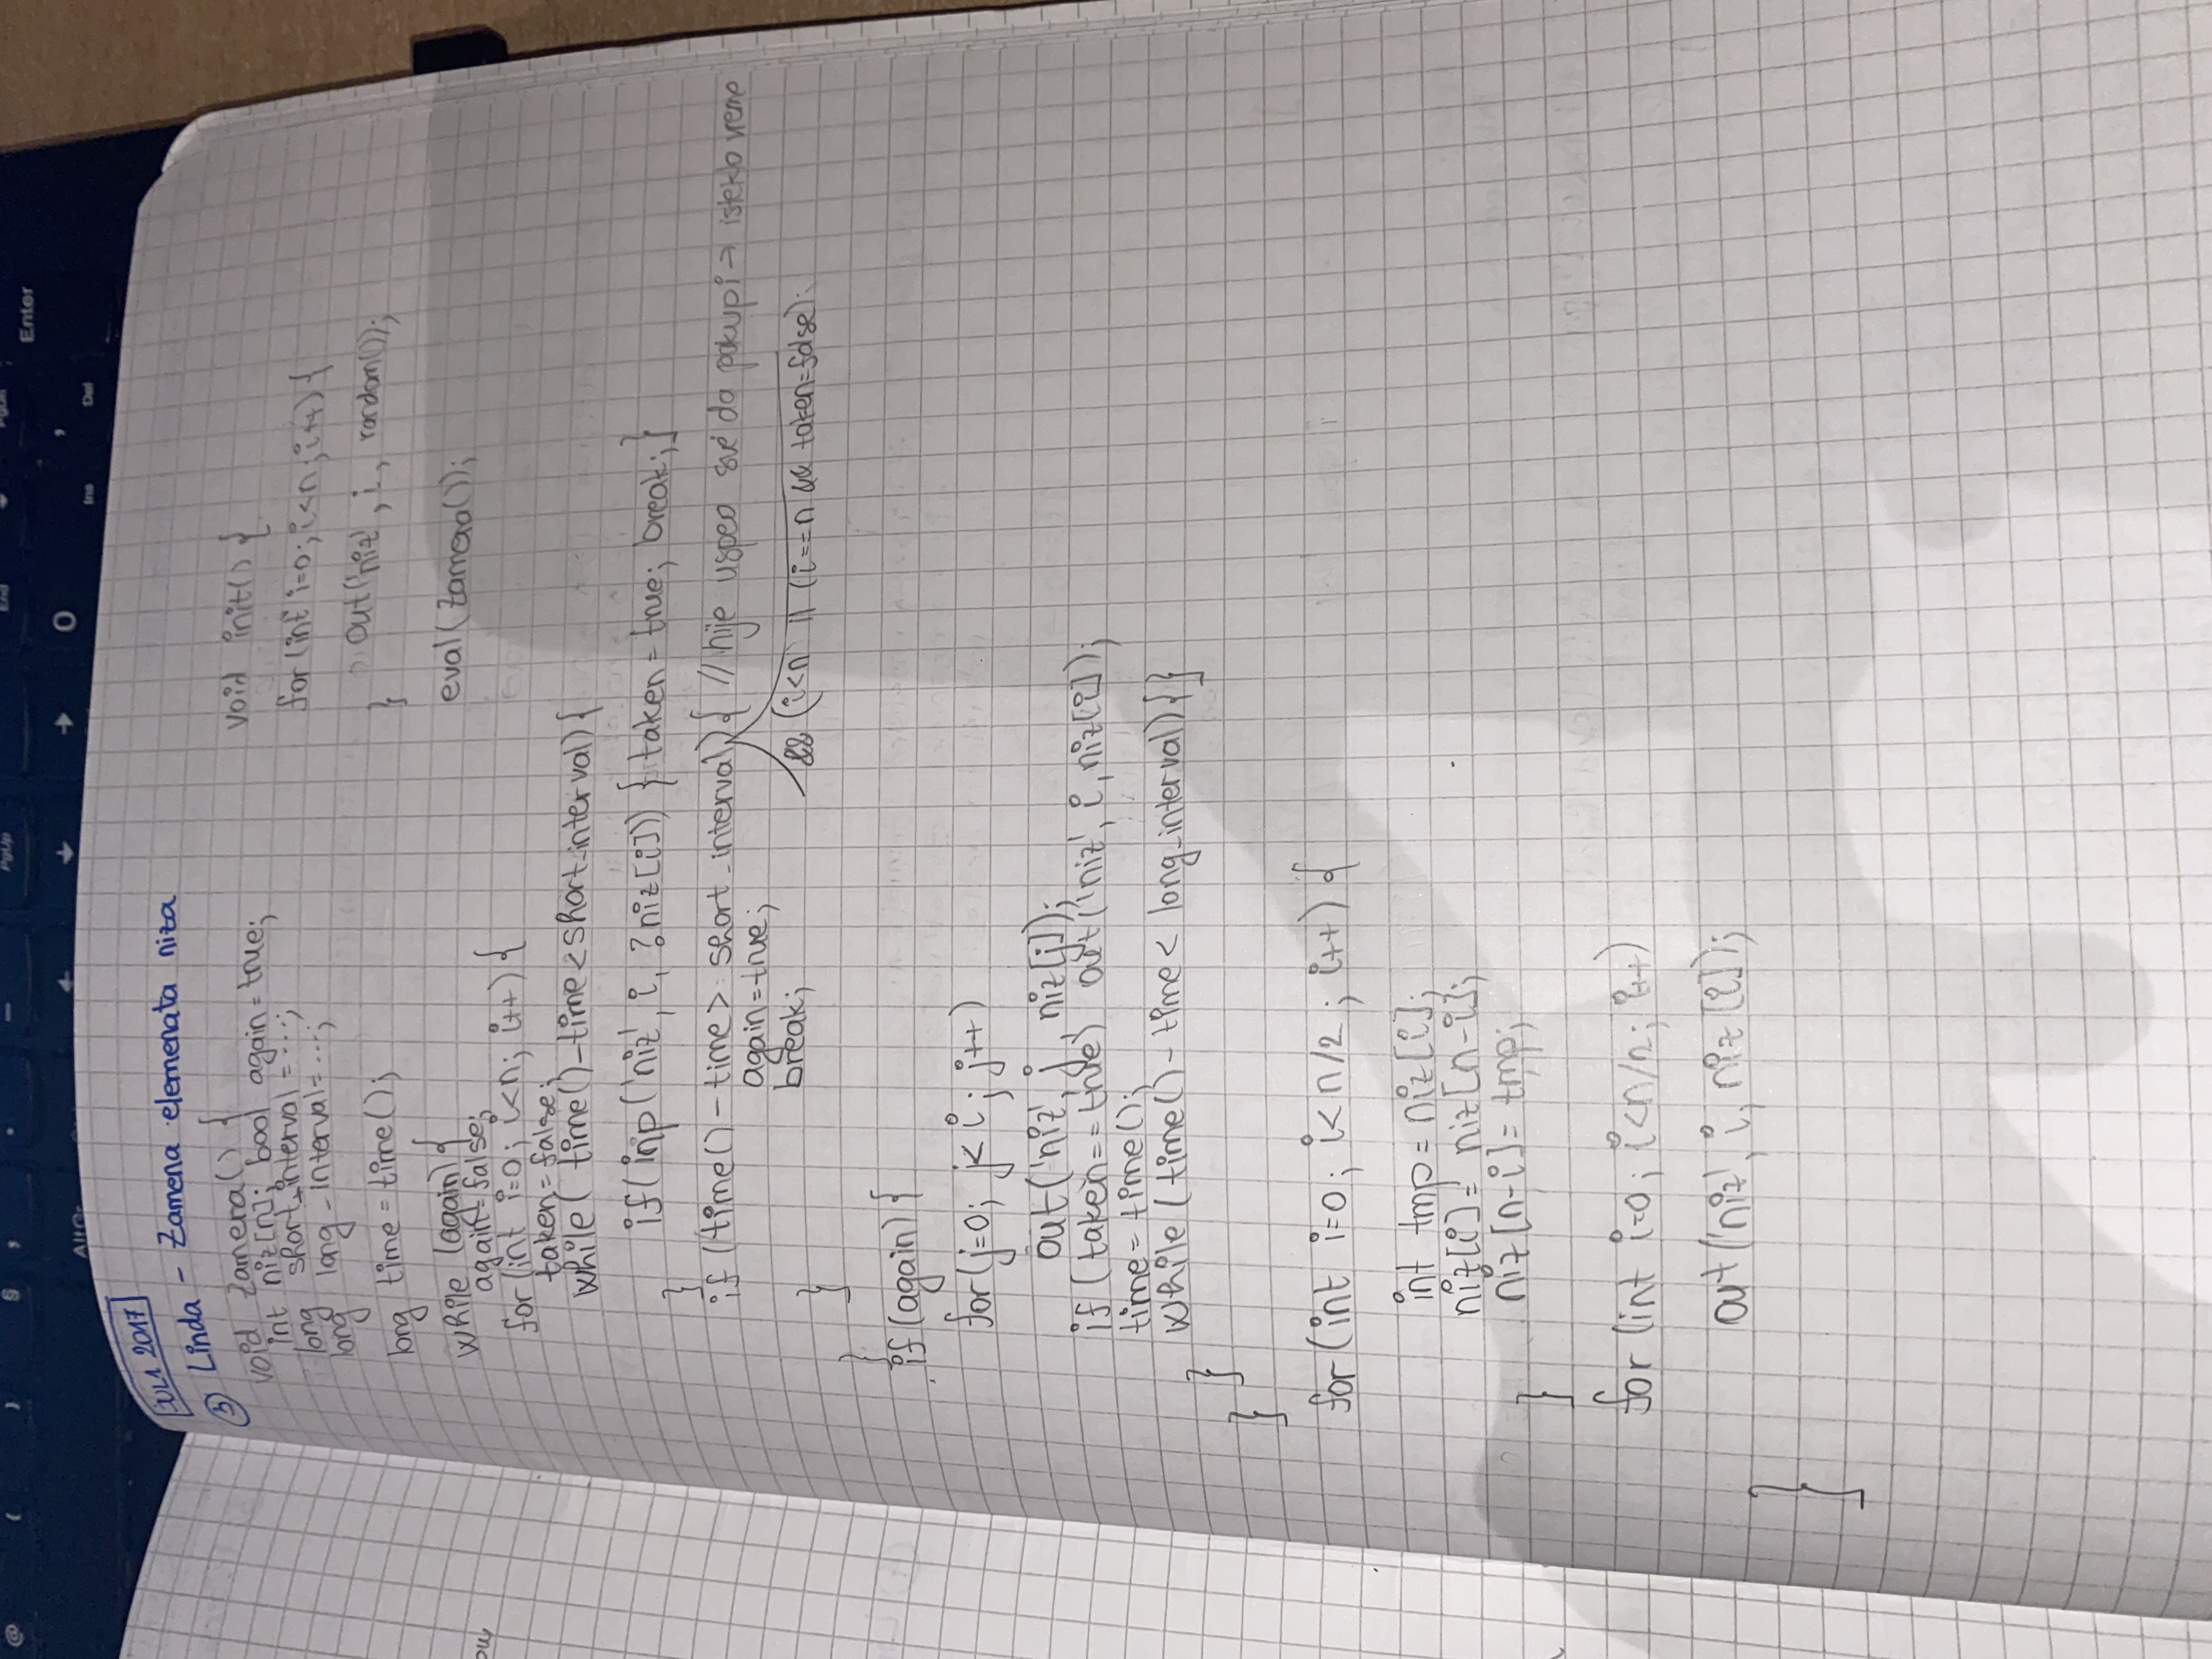 @ ( ) § ; . - PgUp End PgDn Enter
AltGr ← ↓ → 0 , Ins Del
JUL1 2017
③ Linda - Zamena elemenata niza
void zamena() {
int niz[n]; bool again = true;
long short_interval = ...;
long long_interval = ...;
long time = time();
while (again) {
again = false;
for (int i=0; i<n; i++) {
taken = false;
while ( time() - time < short_interval) {
if(inp('niz', i, ?niz[i])) { taken = true; break; }
}
if (time() - time > short_interval) { // nije uspeo sve da pokupi → isteklo vreme
again = true;
break;
&& (i<n || (i==n && taken=false);
}
}
if (again) {
for (j=0; j< i; j++)
out('niz', j, niz[j]);
if (taken == true) out('niz', i, niz[i]);
time = time();
while (time() - time < long_interval) {}
}
}
for (int i=0; i< n/2 ; i++) {
int tmp = niz[i];
niz[i] = niz[n-i];
niz[n-i] = tmp;
}
for (int i=0; i<n/2; i++)
out('niz', i, niz[i]);
}
void init() {
for (int i=0; i<n; i++) {
out('niz', i, random());
}
eval(zamena());